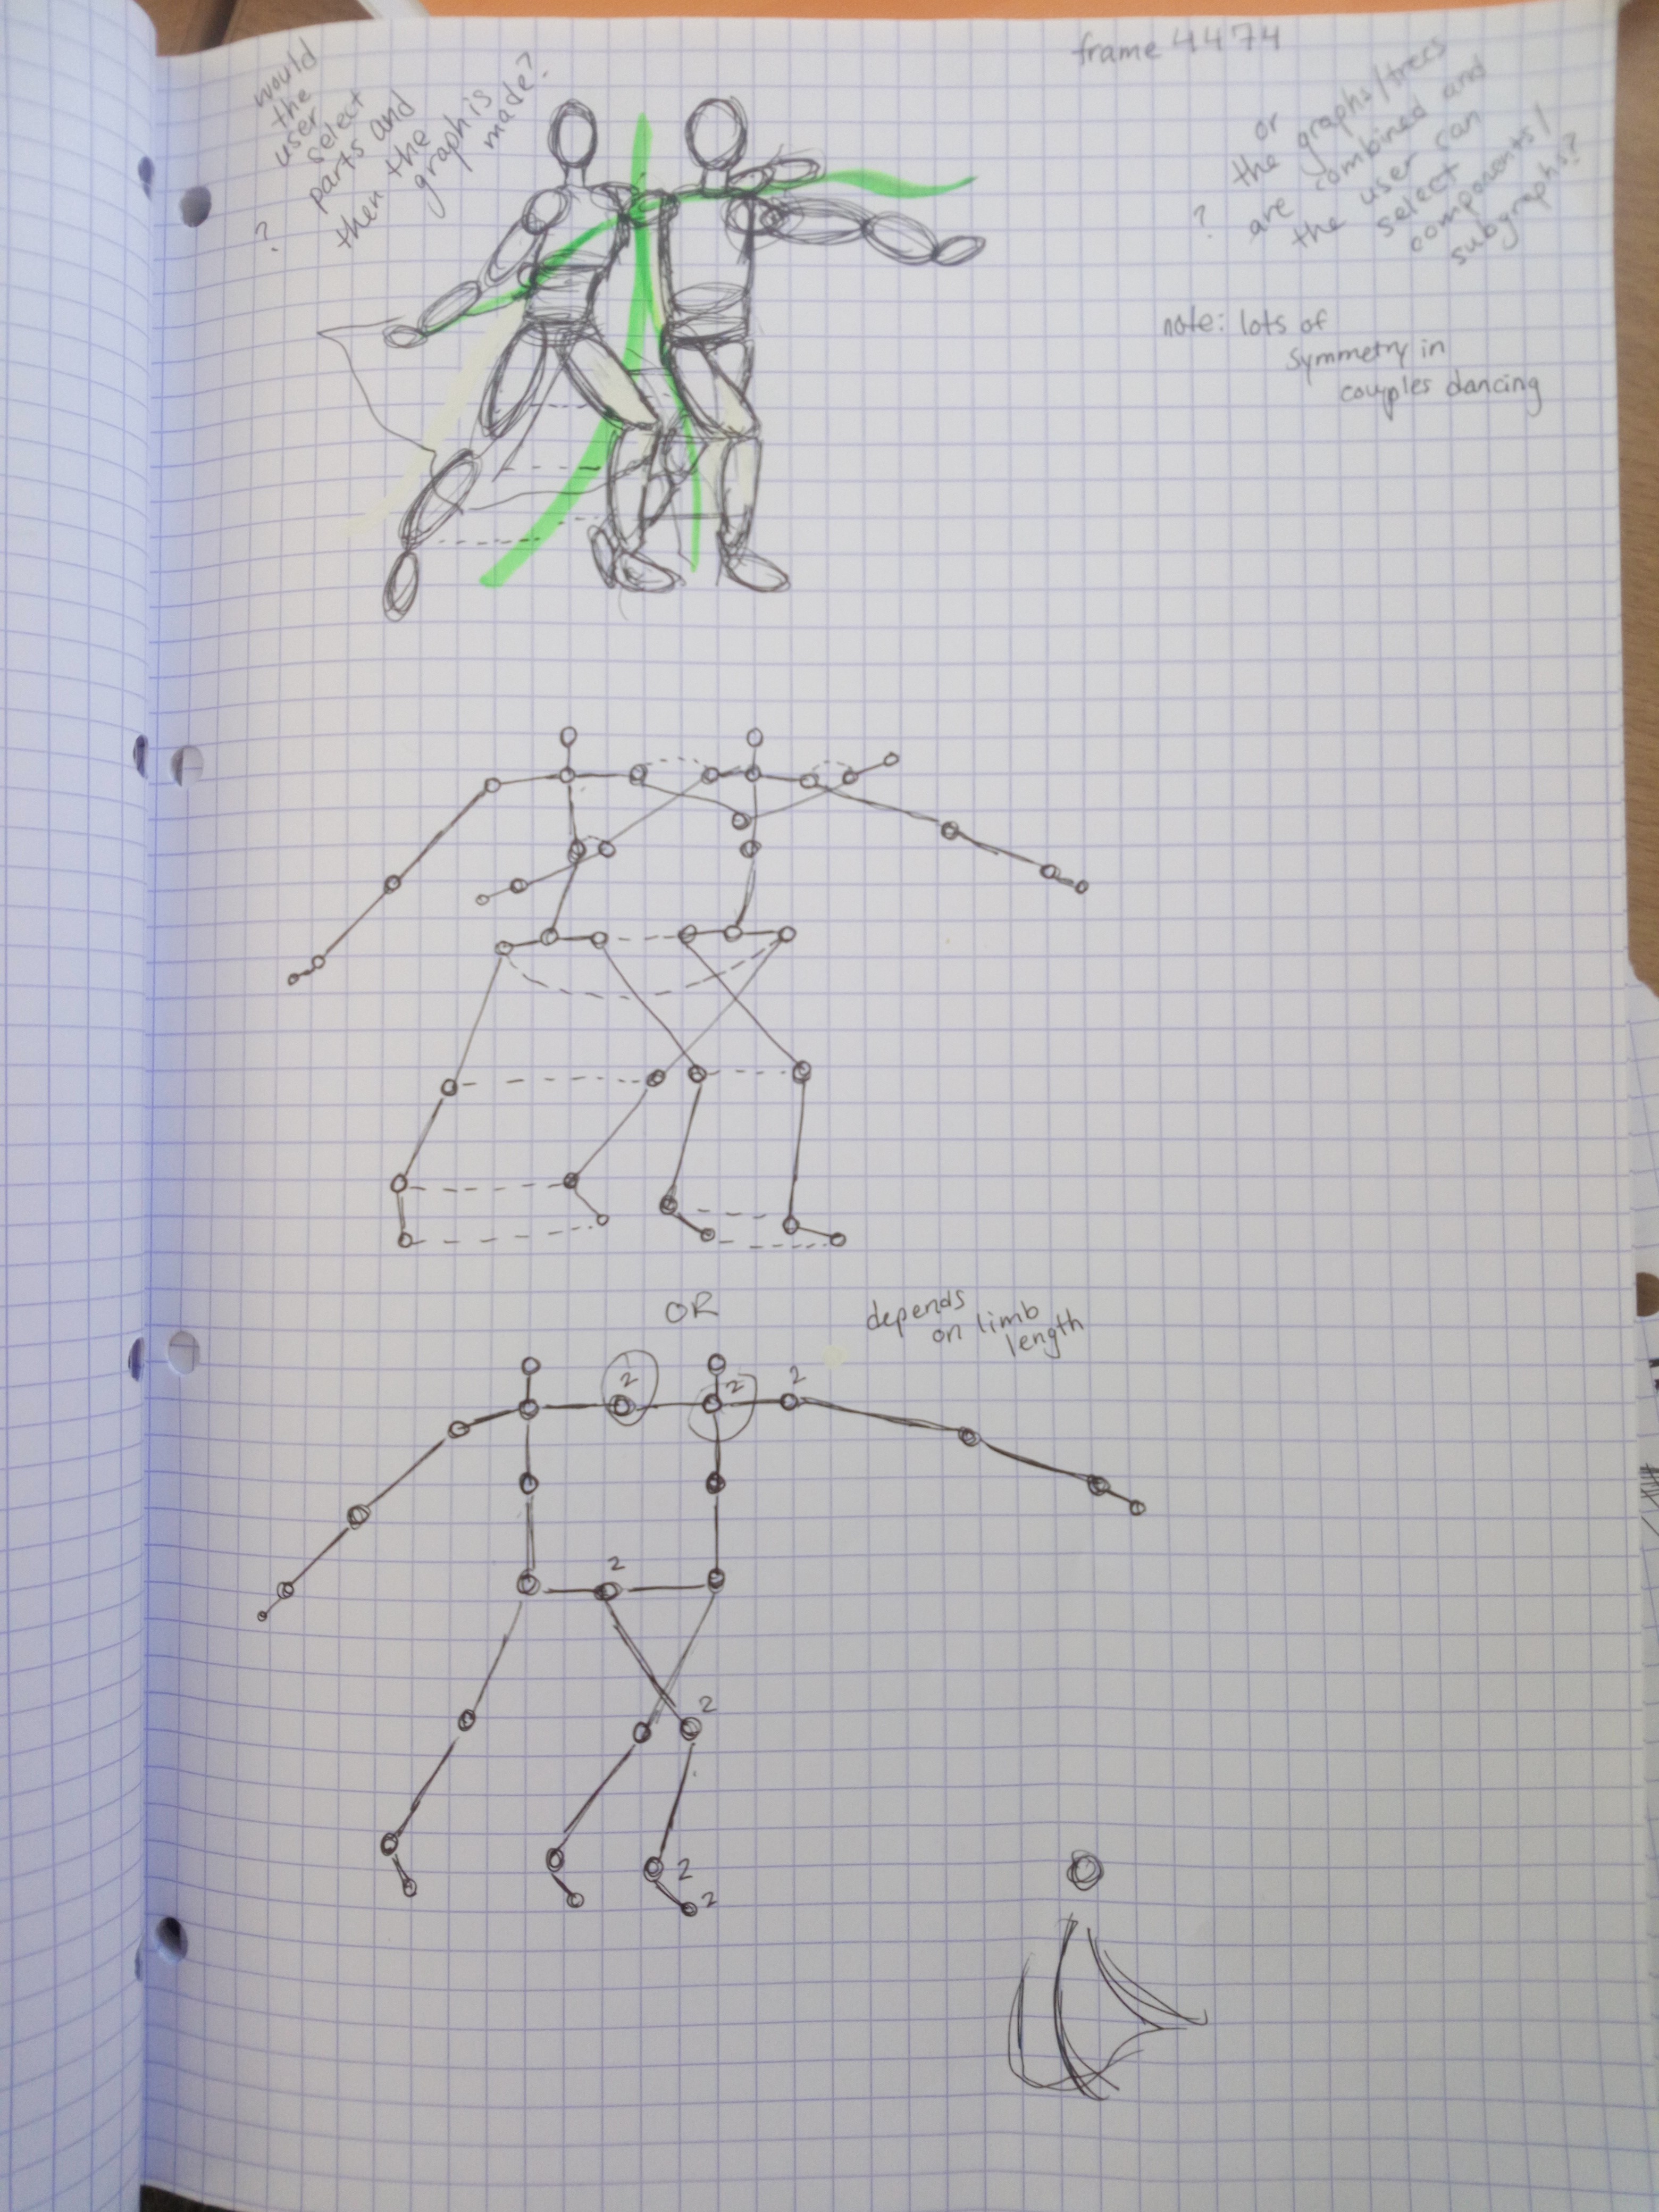 would
the
user
select
parts and
then the
graph is
made?
?
frame 4474
or
the graphs/trees
are combined and
the user can
select
components/
subgraphs?
?
note: lots of
symmetry in
couples dancing
OR
depends
on limb
length
2
2
2
2
2
2
2